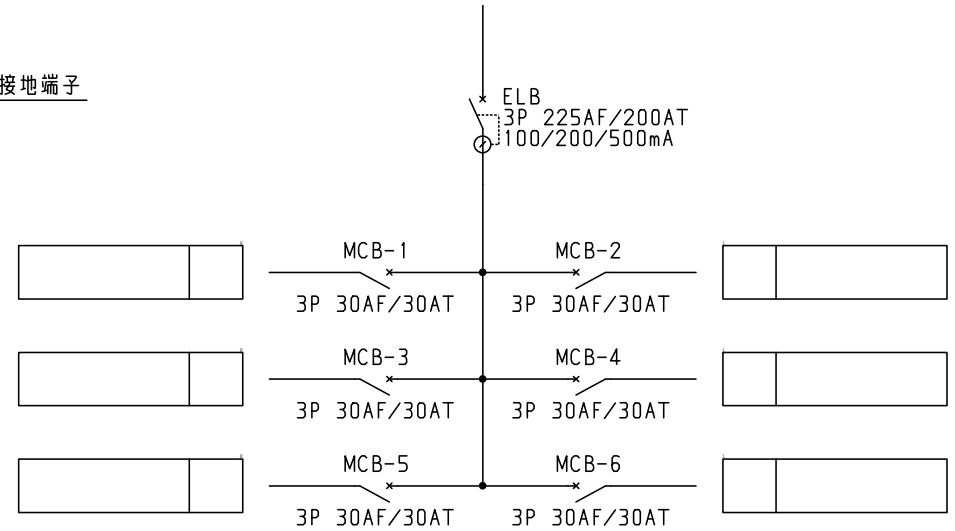 接地端子
ELB
3P 225AF/200AT
100/200/500mA
MCB-1
3P 30AF/30AT
MCB-2
3P 30AF/30AT
MCB-3
3P 30AF/30AT
MCB-4
3P 30AF/30AT
MCB-5
3P 30AF/30AT
MCB-6
3P 30AF/30AT